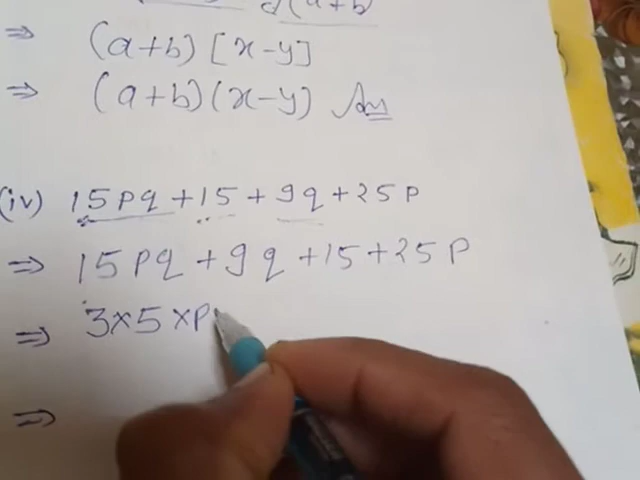 ⇒ (a+b) [x-y]
⇒ (a+b) (x-y) Ans
(iv) 15pq + 15 + 9q + 25p
⇒ 15pq + 9q + 15 + 25p
⇒ 3×5×p
⇒